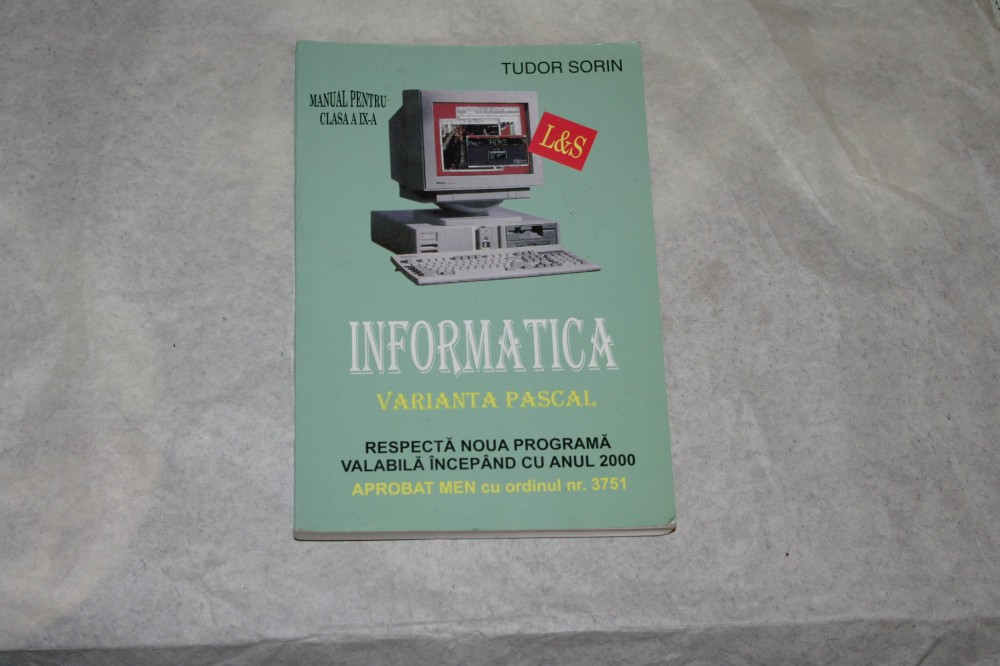 TUDOR SORIN
MANUAL PENTRU
CLASA A IX-A
L&S
INFORMATICA
VARIANTA PASCAL
RESPECTĂ NOUA PROGRAMĂ
VALABILĂ ÎNCEPÂND CU ANUL 2000
APROBAT MEN cu ordinul nr. 3751